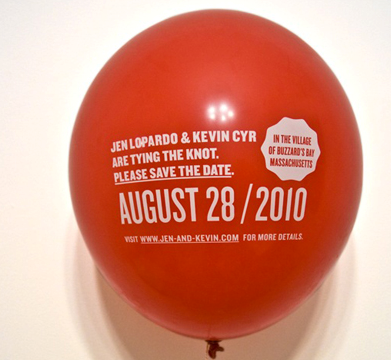 JEN LOPARDO & KEVIN CYR
ARE TYING THE KNOT.
PLEASE SAVE THE DATE.
IN THE VILLAGE
OF BUZZARD'S BAY
MASSACHUSETTS
AUGUST 28 / 2010
VISIT WWW.JEN-AND-KEVIN.COM FOR MORE DETAILS.